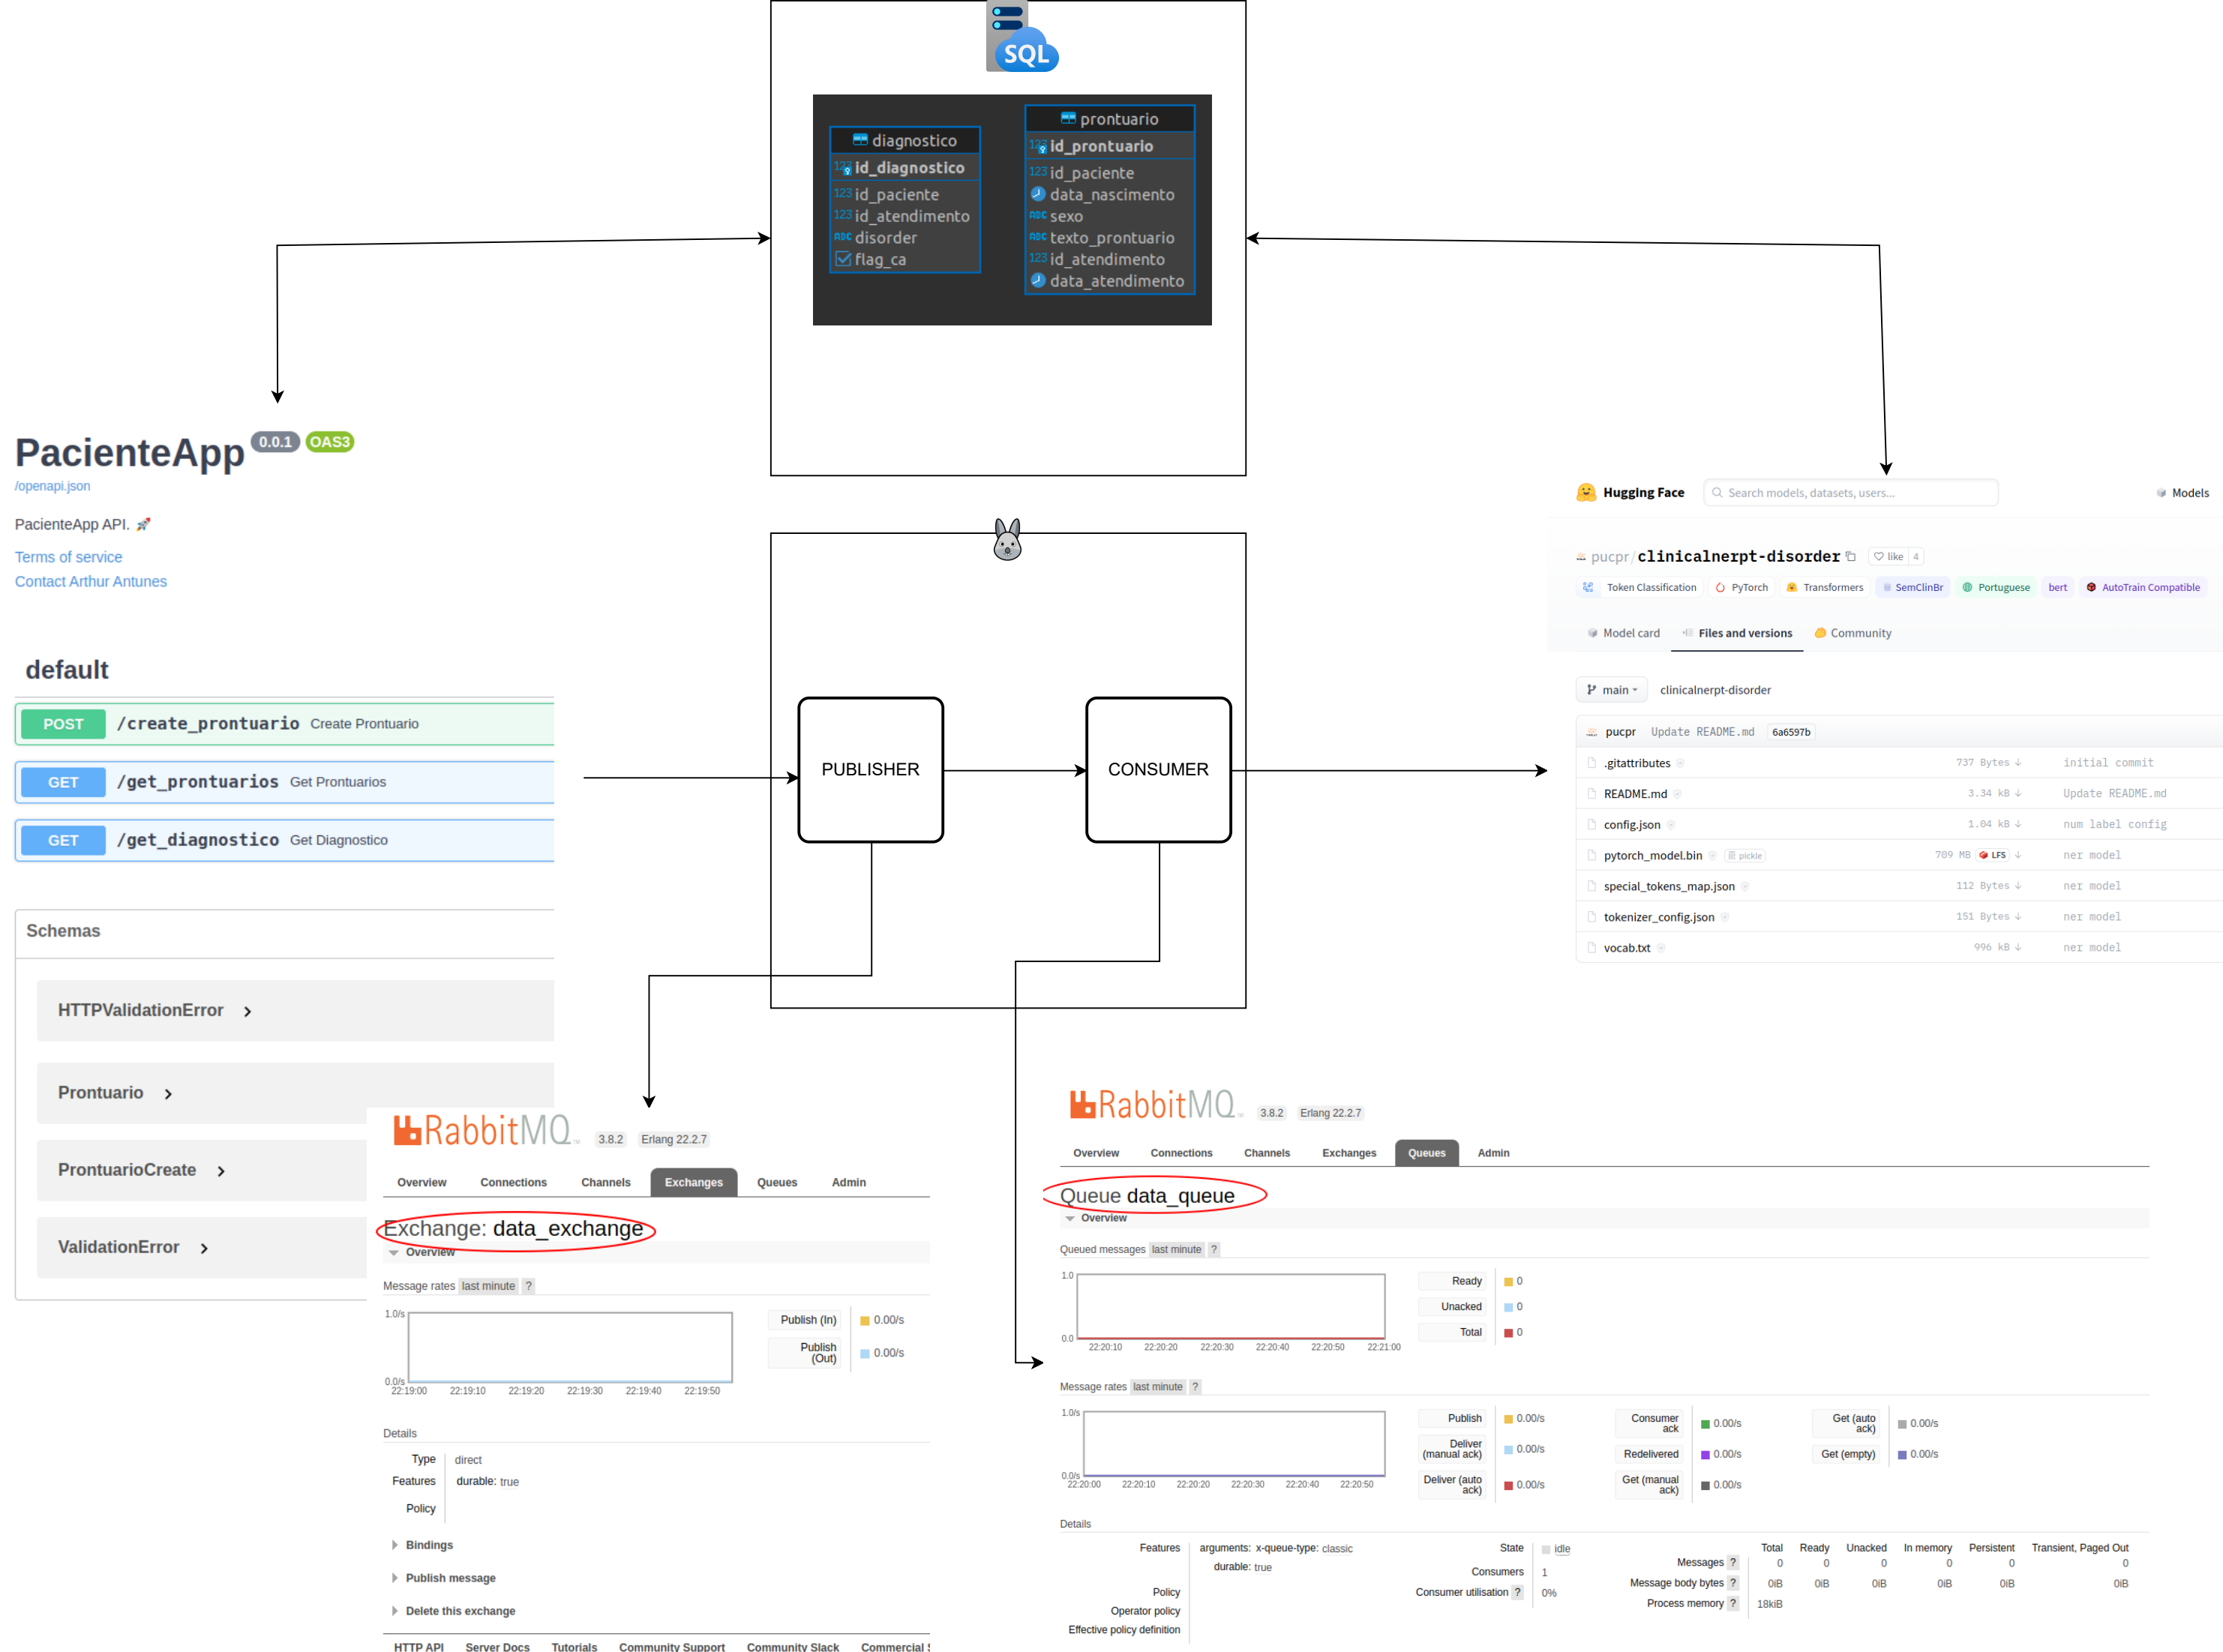 SQL
diagnostico
id_diagnostico
123 id_paciente
123 id_atendimento
ABC disorder
flag_ca
prontuario
id_prontuario
123 id_paciente
data_nascimento
ABC sexo
ABC texto_prontuario
123 id_atendimento
data_atendimento
PacienteApp 0.0.1 OAS3
/openapi.json
PacienteApp API. 🚀
Terms of service
Contact Arthur Antunes
default
POST /create_prontuario Create Prontuario
GET /get_prontuarios Get Prontuarios
GET /get_diagnostico Get Diagnostico
Schemas
HTTPValidationError
Prontuario
ProntuarioCreate
ValidationError
PUBLISHER
CONSUMER
Hugging Face Search models, datasets, users... Models
pucpr/clinicalnerpt-disorder like 4
Token Classification PyTorch Transformers SemClinBr Portuguese bert AutoTrain Compatible
Model card Files and versions Community
main clinicalnerpt-disorder
pucpr Update README.md 6a6597b
.gitattributes 737 Bytes ↓ initial commit
README.md 3.34 kB ↓ Update README.md
config.json 1.04 kB ↓ num label config
pytorch_model.bin pickle 709 MB LFS ↓ ner model
special_tokens_map.json 112 Bytes ↓ ner model
tokenizer_config.json 151 Bytes ↓ ner model
vocab.txt 996 kB ↓ ner model
RabbitMQ TM 3.8.2 Erlang 22.2.7
Overview Connections Channels Exchanges Queues Admin
Exchange: data_exchange
Overview
Message rates last minute ?
1.0/s
0.0/s
22:19:00 22:19:10 22:19:20 22:19:30 22:19:40 22:19:50
Publish (In) 0.00/s
Publish
(Out) 0.00/s
Details
Type direct
Features durable: true
Policy
Bindings
Publish message
Delete this exchange
HTTP API Server Docs Tutorials Community Support Community Slack Commercial
RabbitMQ TM 3.8.2 Erlang 22.2.7
Overview Connections Channels Exchanges Queues Admin
Queue data_queue
Overview
Queued messages last minute ?
1.0
0.0
22:20:10 22:20:20 22:20:30 22:20:40 22:20:50 22:21:00
Ready 0
Unacked 0
Total 0
Message rates last minute ?
1.0/s
0.0/s
22:20:00 22:20:10 22:20:20 22:20:30 22:20:40 22:20:50
Publish 0.00/s
Deliver
(manual ack) 0.00/s
Deliver (auto
ack) 0.00/s
Consumer
ack 0.00/s
Redelivered 0.00/s
Get (manual
ack) 0.00/s
Get (auto
ack) 0.00/s
Get (empty) 0.00/s
Details
Features arguments: x-queue-type: classic
durable: true
Policy
Operator policy
Effective policy definition
State idle
Consumers 1
Consumer utilisation ? 0%
Total Ready Unacked In memory Persistent Transient, Paged Out
Messages ? 0 0 0 0 0 0
Message body bytes ? 0iB 0iB 0iB 0iB 0iB 0iB
Process memory ? 18kiB